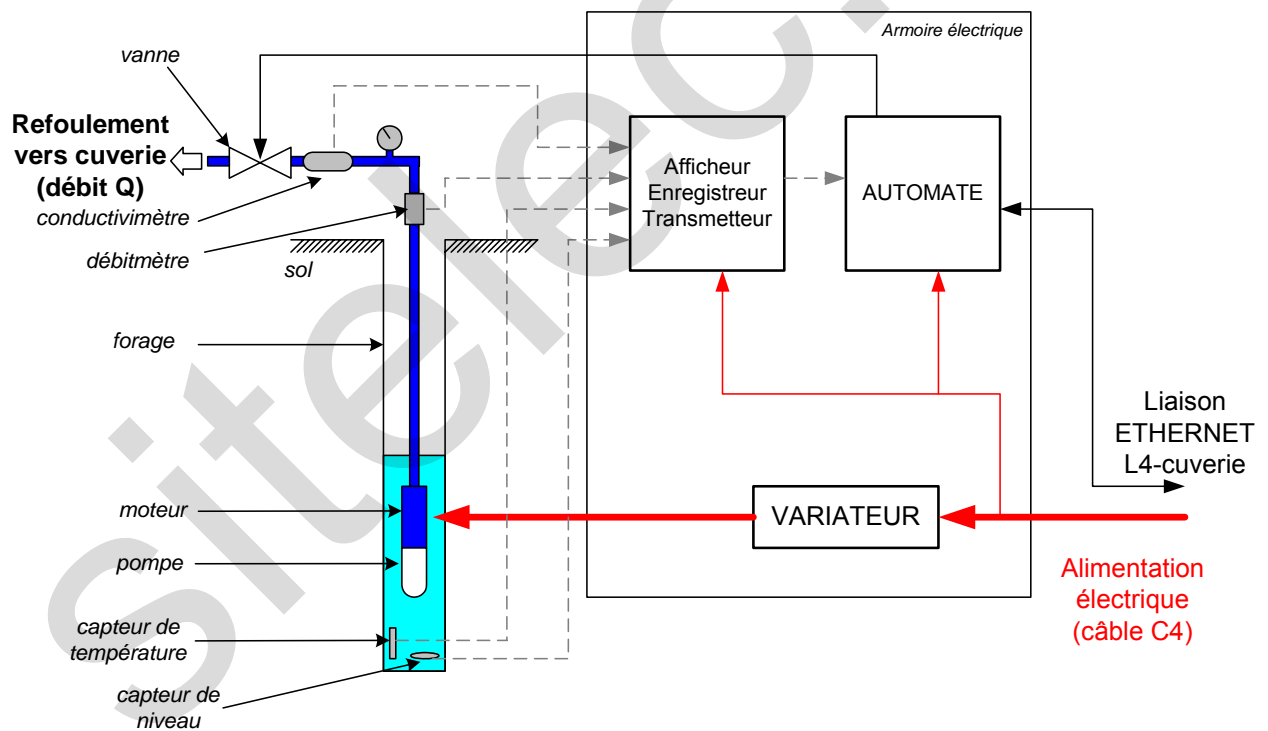 Armoire électrique
vanne
Refoulement
vers cuverie
(débit Q)
conductivimètre
débitmètre
sol
forage
moteur
pompe
capteur de
température
capteur de
niveau
Afficheur
Enregistreur
Transmetteur
AUTOMATE
VARIATEUR
Liaison
ETHERNET
L4-cuverie
Alimentation
électrique
(câble C4)
sitelec.